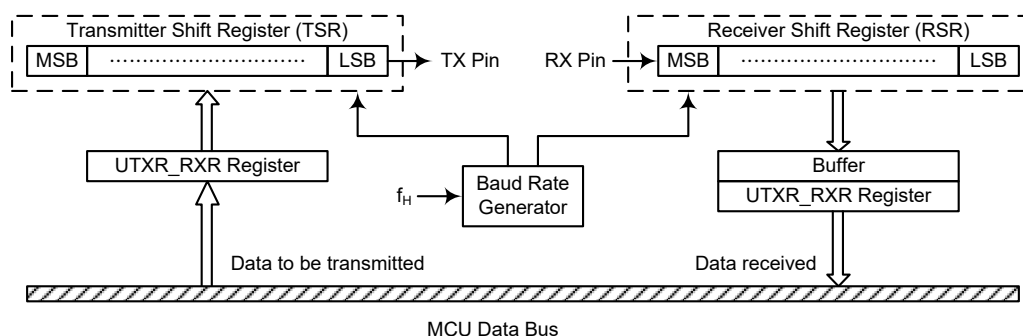 Transmitter Shift Register (TSR)
MSB ………………………… LSB
TX Pin
RX Pin
Receiver Shift Register (RSR)
MSB ………………………… LSB
UTXR_RXR Register
f_H
Baud Rate
Generator
Buffer
UTXR_RXR Register
Data to be transmitted
Data received
MCU Data Bus